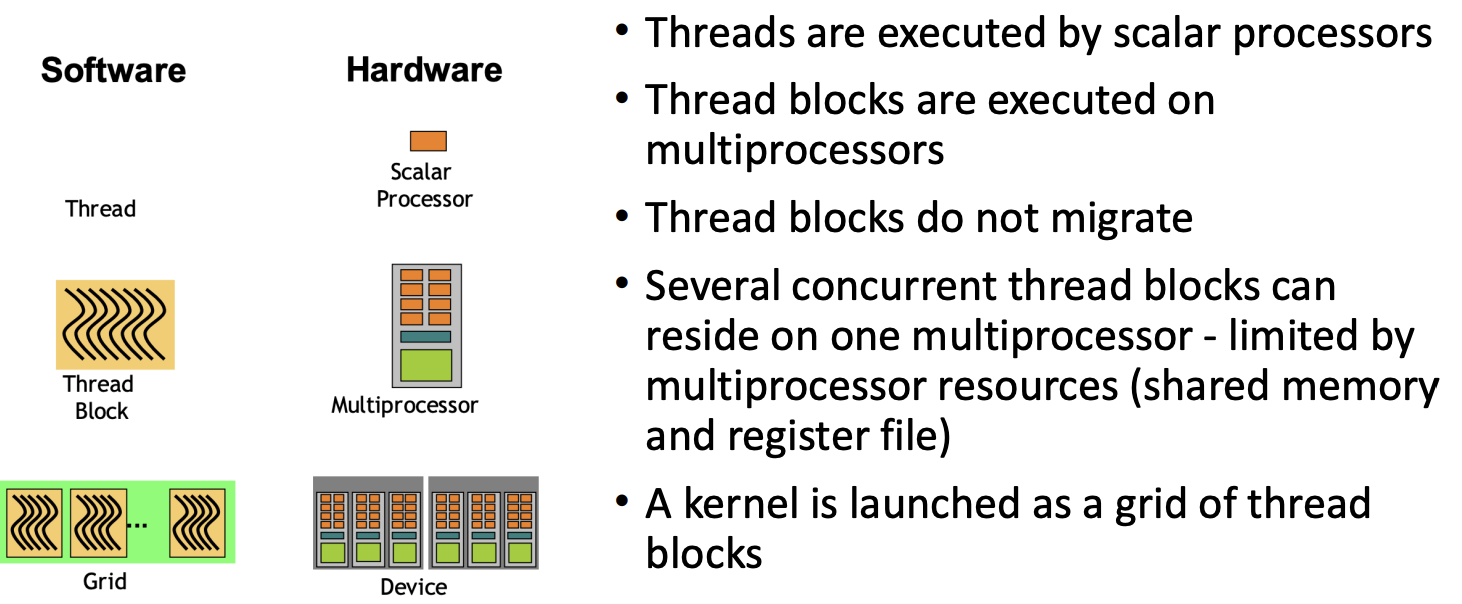 Software
Hardware
Scalar
Processor
Thread
Thread
Block
Multiprocessor
...
Grid
Device
• Threads are executed by scalar processors
• Thread blocks are executed on
multiprocessors
• Thread blocks do not migrate
• Several concurrent thread blocks can
reside on one multiprocessor - limited by
multiprocessor resources (shared memory
and register file)
• A kernel is launched as a grid of thread
blocks